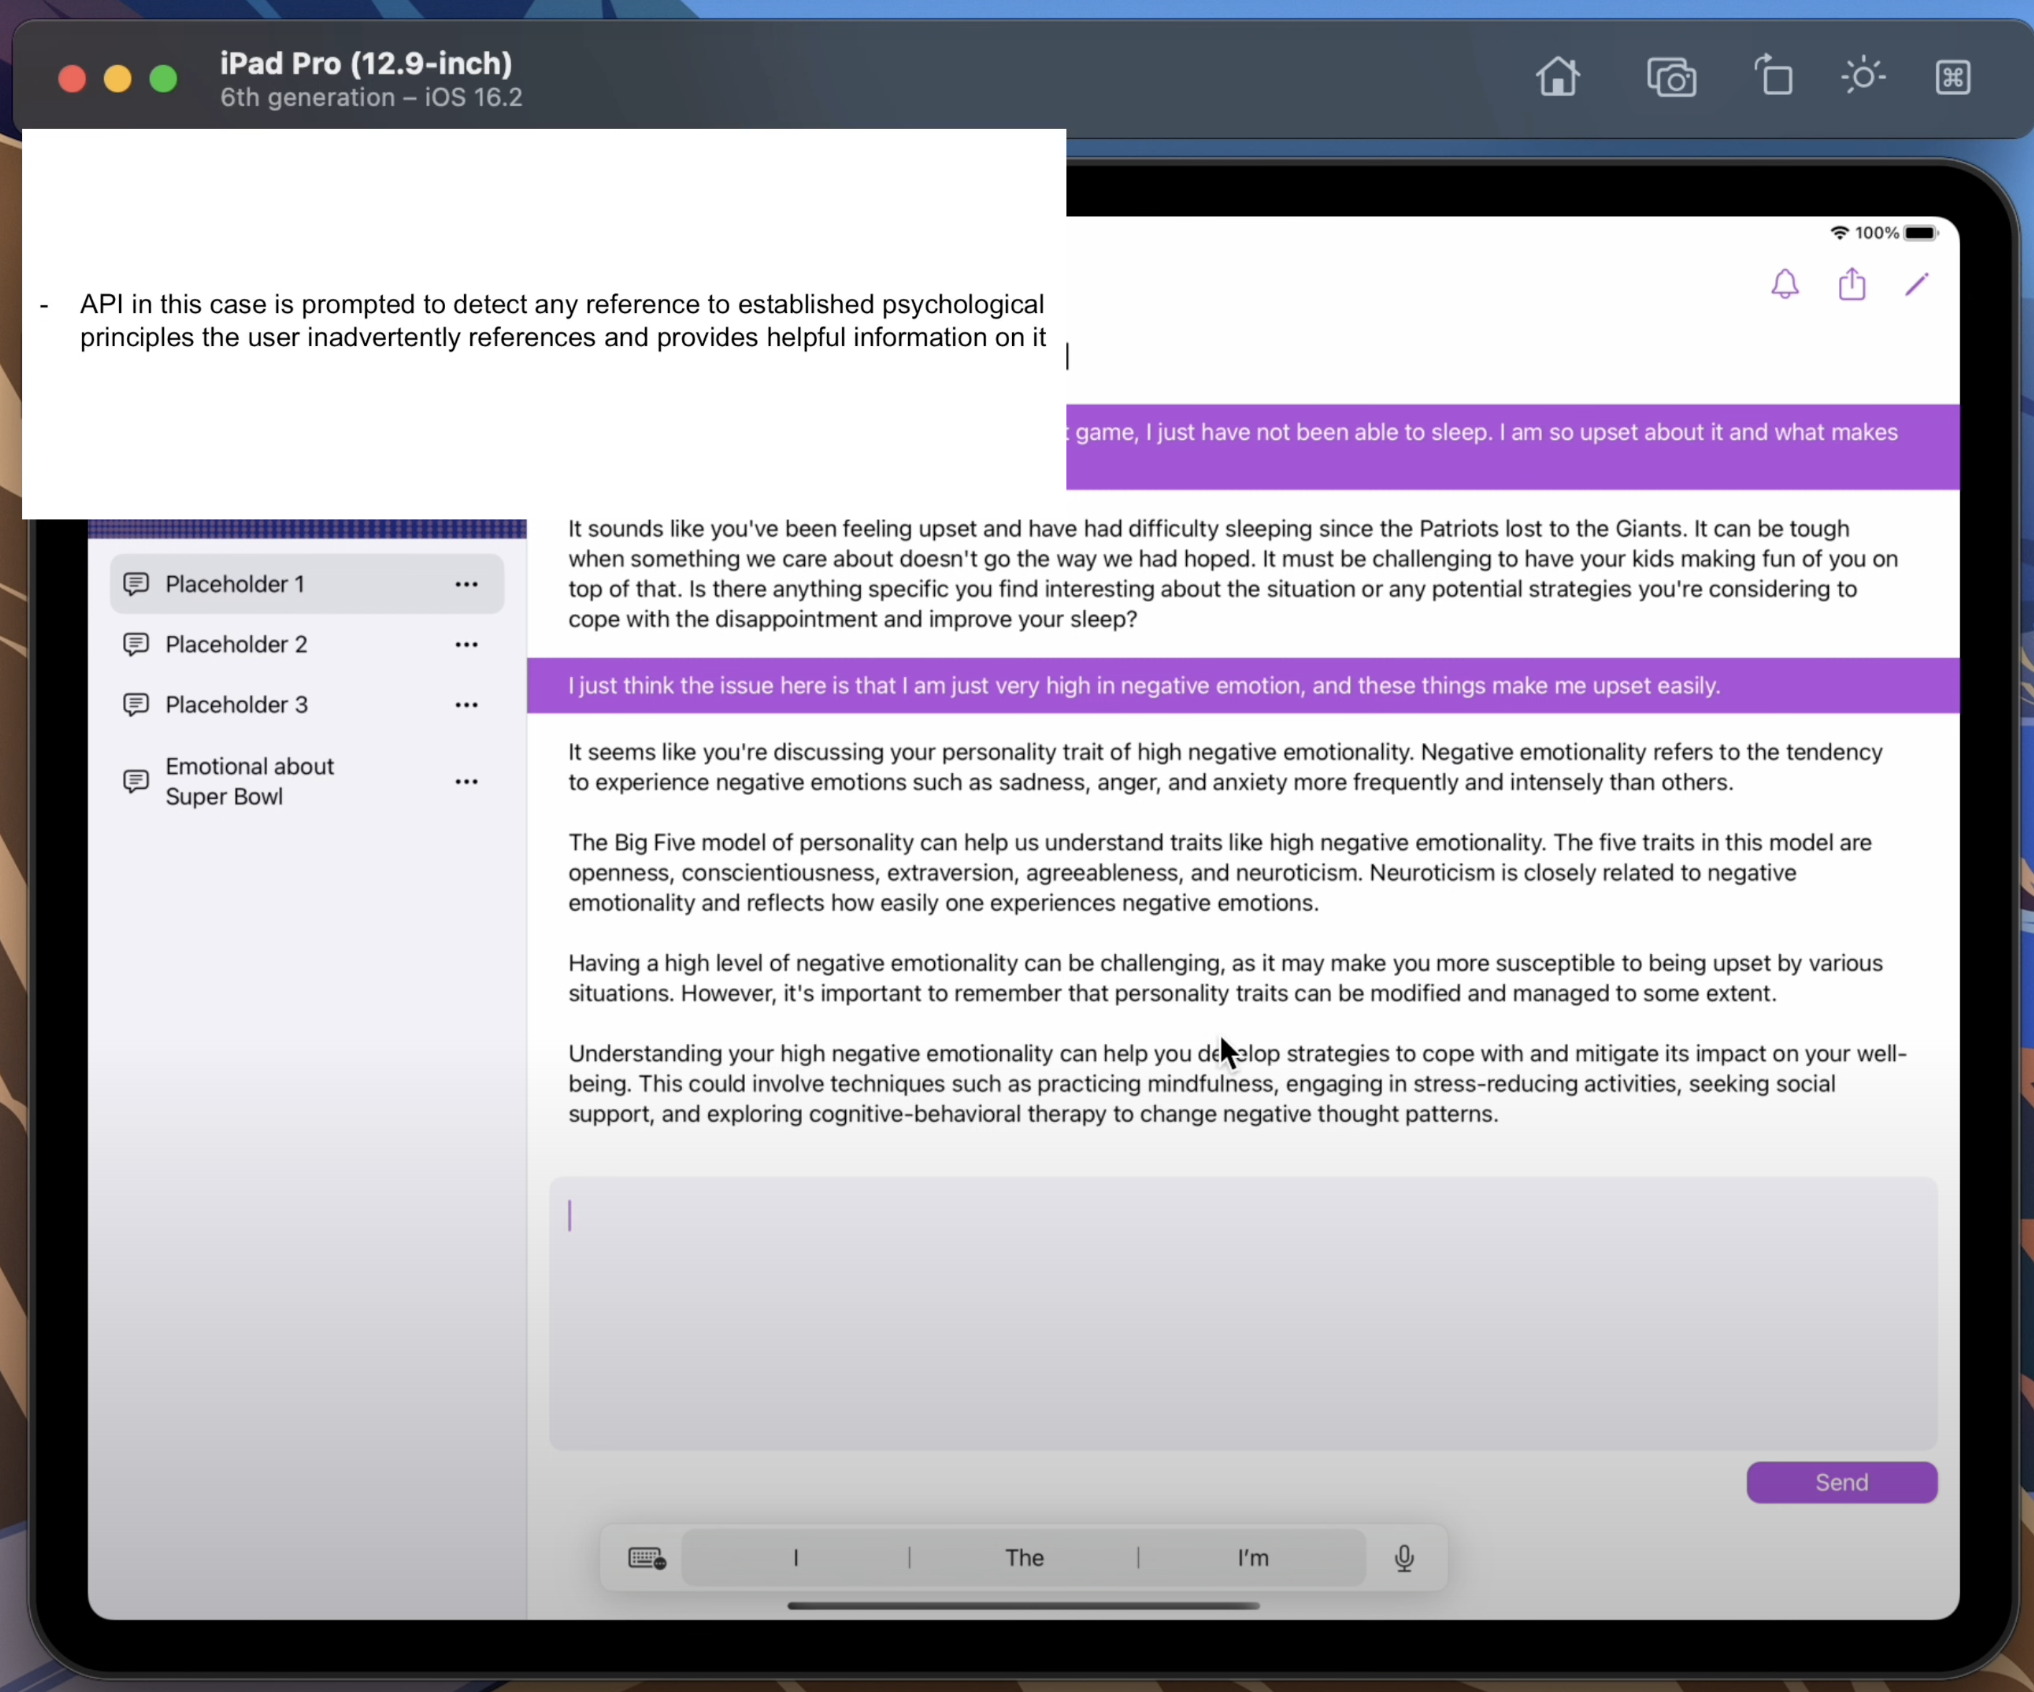 iPad Pro (12.9-inch)
6th generation – iOS 16.2
100%
- API in this case is prompted to detect any reference to established psychological
principles the user inadvertently references and provides helpful information on it
game, I just have not been able to sleep. I am so upset about it and what makes
It sounds like you've been feeling upset and have had difficulty sleeping since the Patriots lost to the Giants. It can be tough
when something we care about doesn't go the way we had hoped. It must be challenging to have your kids making fun of you on
top of that. Is there anything specific you find interesting about the situation or any potential strategies you're considering to
cope with the disappointment and improve your sleep?
Placeholder 1
Placeholder 2
Placeholder 3
Emotional about
Super Bowl
I just think the issue here is that I am just very high in negative emotion, and these things make me upset easily.
It seems like you're discussing your personality trait of high negative emotionality. Negative emotionality refers to the tendency
to experience negative emotions such as sadness, anger, and anxiety more frequently and intensely than others.
The Big Five model of personality can help us understand traits like high negative emotionality. The five traits in this model are
openness, conscientiousness, extraversion, agreeableness, and neuroticism. Neuroticism is closely related to negative
emotionality and reflects how easily one experiences negative emotions.
Having a high level of negative emotionality can be challenging, as it may make you more susceptible to being upset by various
situations. However, it's important to remember that personality traits can be modified and managed to some extent.
Understanding your high negative emotionality can help you develop strategies to cope with and mitigate its impact on your well-
being. This could involve techniques such as practicing mindfulness, engaging in stress-reducing activities, seeking social
support, and exploring cognitive-behavioral therapy to change negative thought patterns.
Send
I The I'm